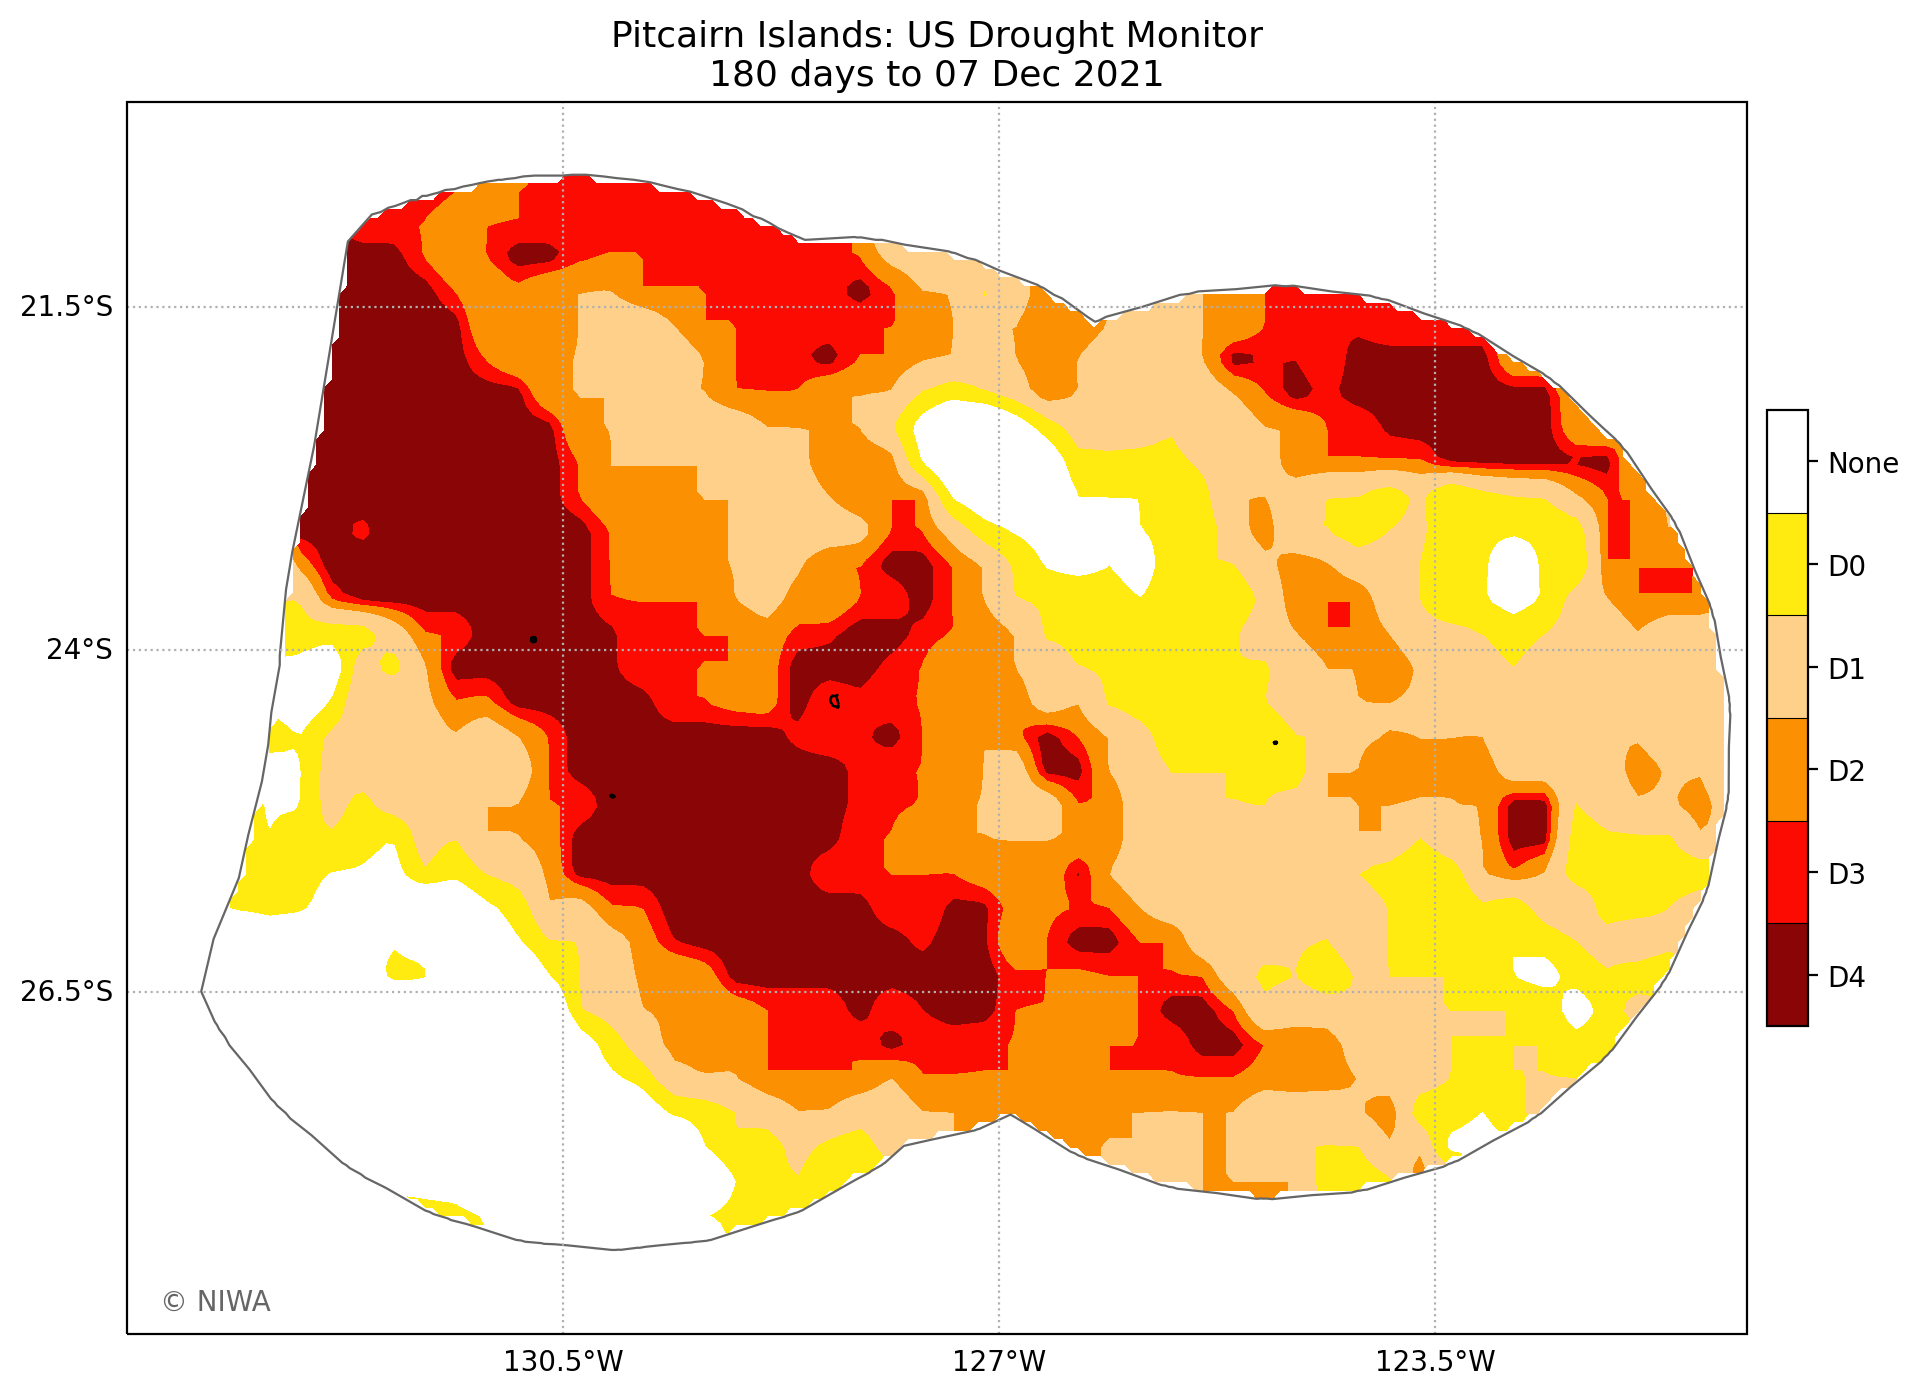 Pitcairn Islands: US Drought Monitor
180 days to 07 Dec 2021
21.5°S
24°S
26.5°S
130.5°W
127°W
123.5°W
None
D0
D1
D2
D3
D4
© NIWA